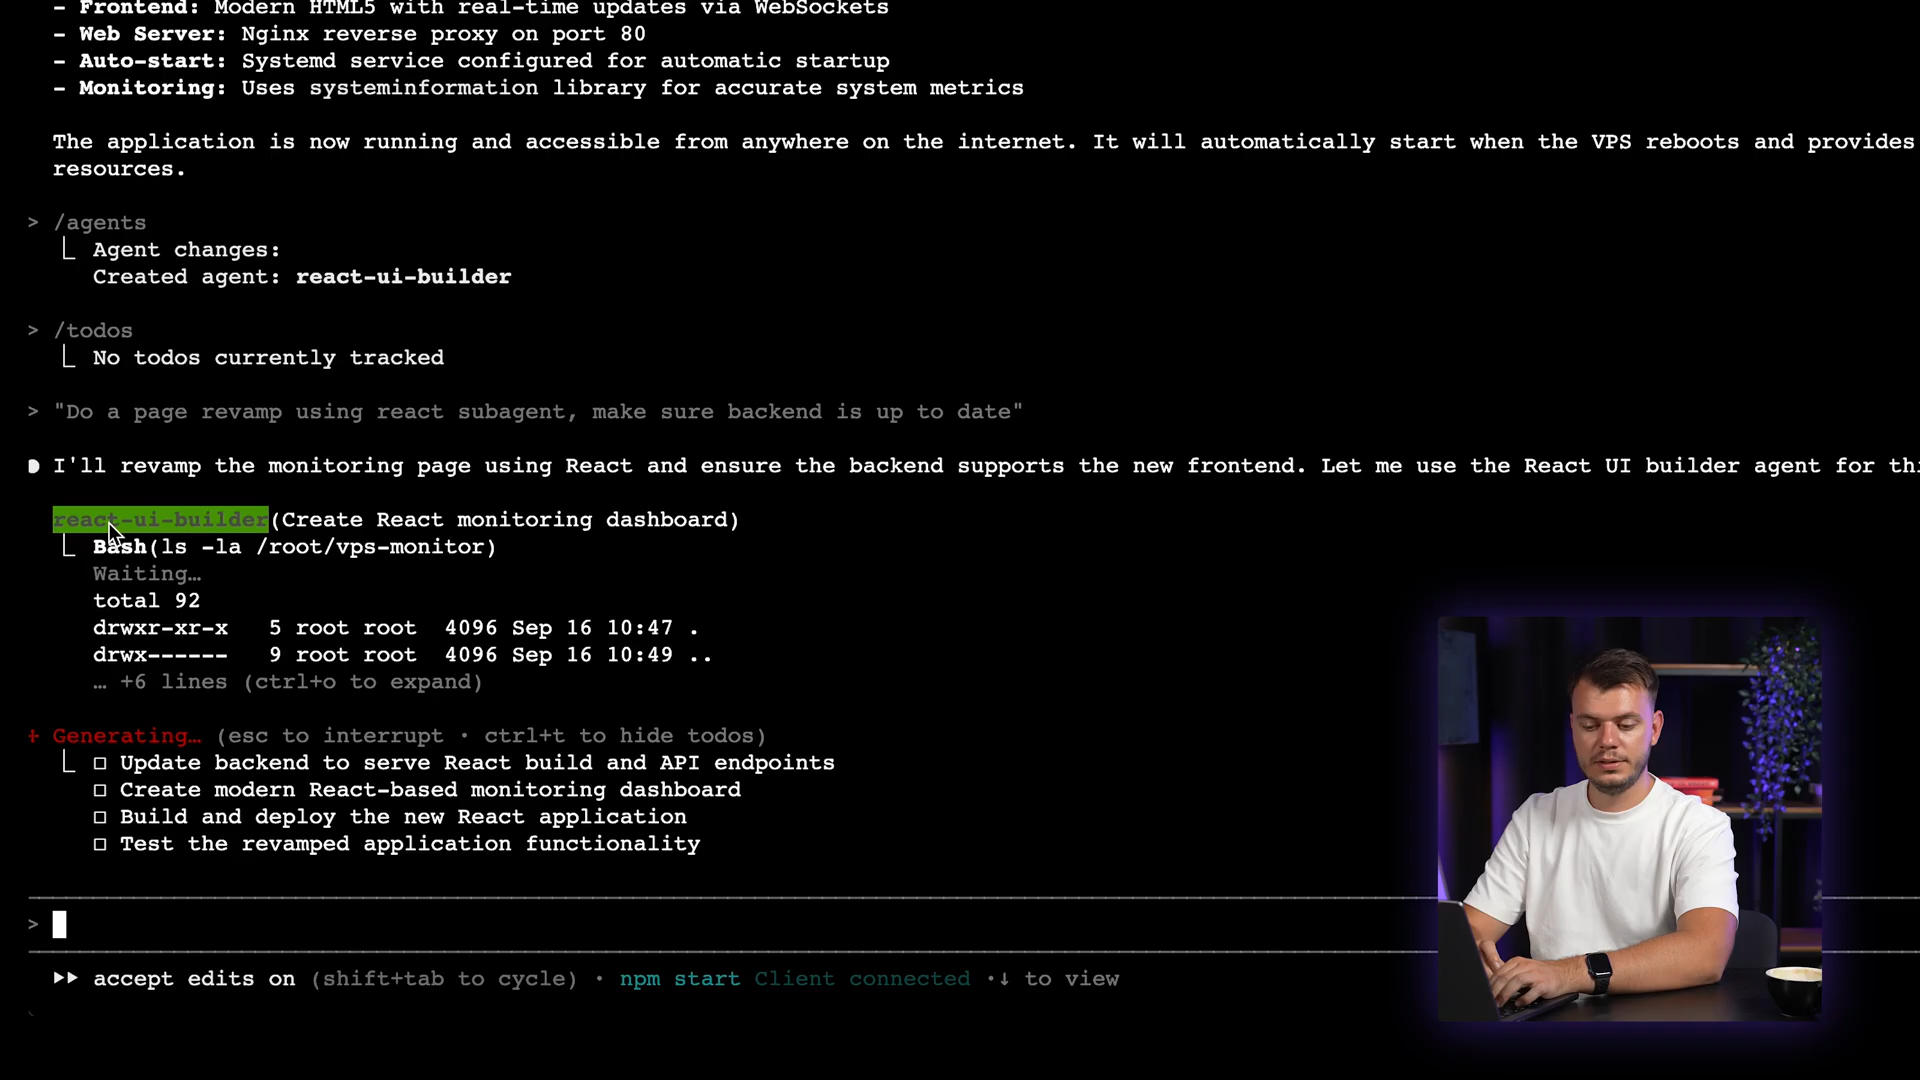 - Frontend: Modern HTML5 with real-time updates via WebSockets
- Web Server: Nginx reverse proxy on port 80
- Auto-start: Systemd service configured for automatic startup
- Monitoring: Uses systeminformation library for accurate system metrics
The application is now running and accessible from anywhere on the internet. It will automatically start when the VPS reboots and provides
resources.
> /agents
Agent changes:
Created agent: react-ui-builder
> /todos
No todos currently tracked
> "Do a page revamp using react subagent, make sure backend is up to date"
I'll revamp the monitoring page using React and ensure the backend supports the new frontend. Let me use the React UI builder agent for thi
react-ui-builder(Create React monitoring dashboard)
Bash(ls -la /root/vps-monitor)
Waiting…
total 92
drwxr-xr-x 5 root root 4096 Sep 16 10:47 .
drwx------ 9 root root 4096 Sep 16 10:49 ..
… +6 lines (ctrl+o to expand)
Generating… (esc to interrupt · ctrl+t to hide todos)
☐ Update backend to serve React build and API endpoints
☐ Create modern React-based monitoring dashboard
☐ Build and deploy the new React application
☐ Test the revamped application functionality
>
▸▸ accept edits on (shift+tab to cycle) · npm start Client connected ·↓ to view